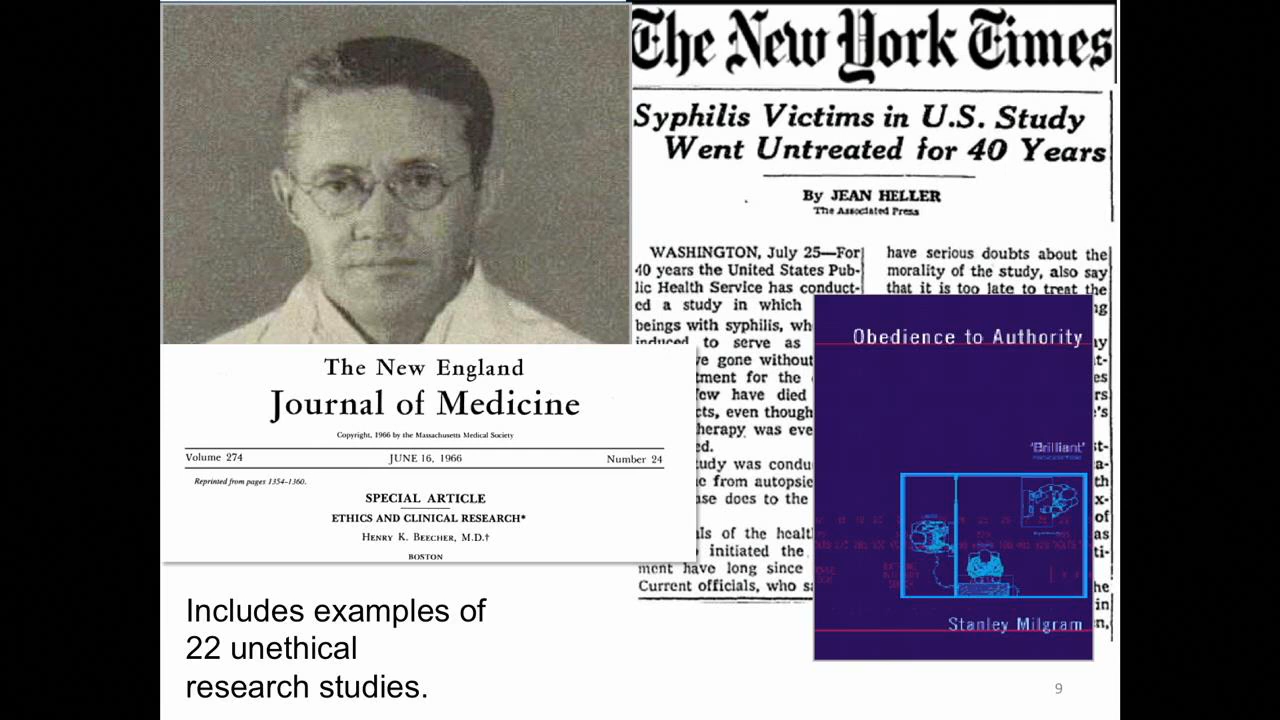 The New York Times
Syphilis Victims in U.S. Study
Went Untreated for 40 Years
By JEAN HELLER
The Associated Press
WASHINGTON, July 25—For
40 years the United States Pub-
lic Health Service has conduct-
ed a study in which
beings with syphilis, wh
induced to serve as
ve gone without
tment for the
few have died
cts, even though
herapy was eve
ed.
tudy was condu
e from autopsie
ase does to the
als of the healt
initiated the
ment have long since
Current officials, who sa
have serious doubts about the
morality of the study, also say
that it is too late to treat the
ng
Obedience to Authority
'Brilliant'
Stanley Milgram
The New England
Journal of Medicine
Copyright, 1966 by the Massachusetts Medical Society
Volume 274 JUNE 16, 1966 Number 24
Reprinted from pages 1354–1360.
SPECIAL ARTICLE
ETHICS AND CLINICAL RESEARCH*
HENRY K. BEECHER, M.D.†
BOSTON
Includes examples of
22 unethical
research studies.
9